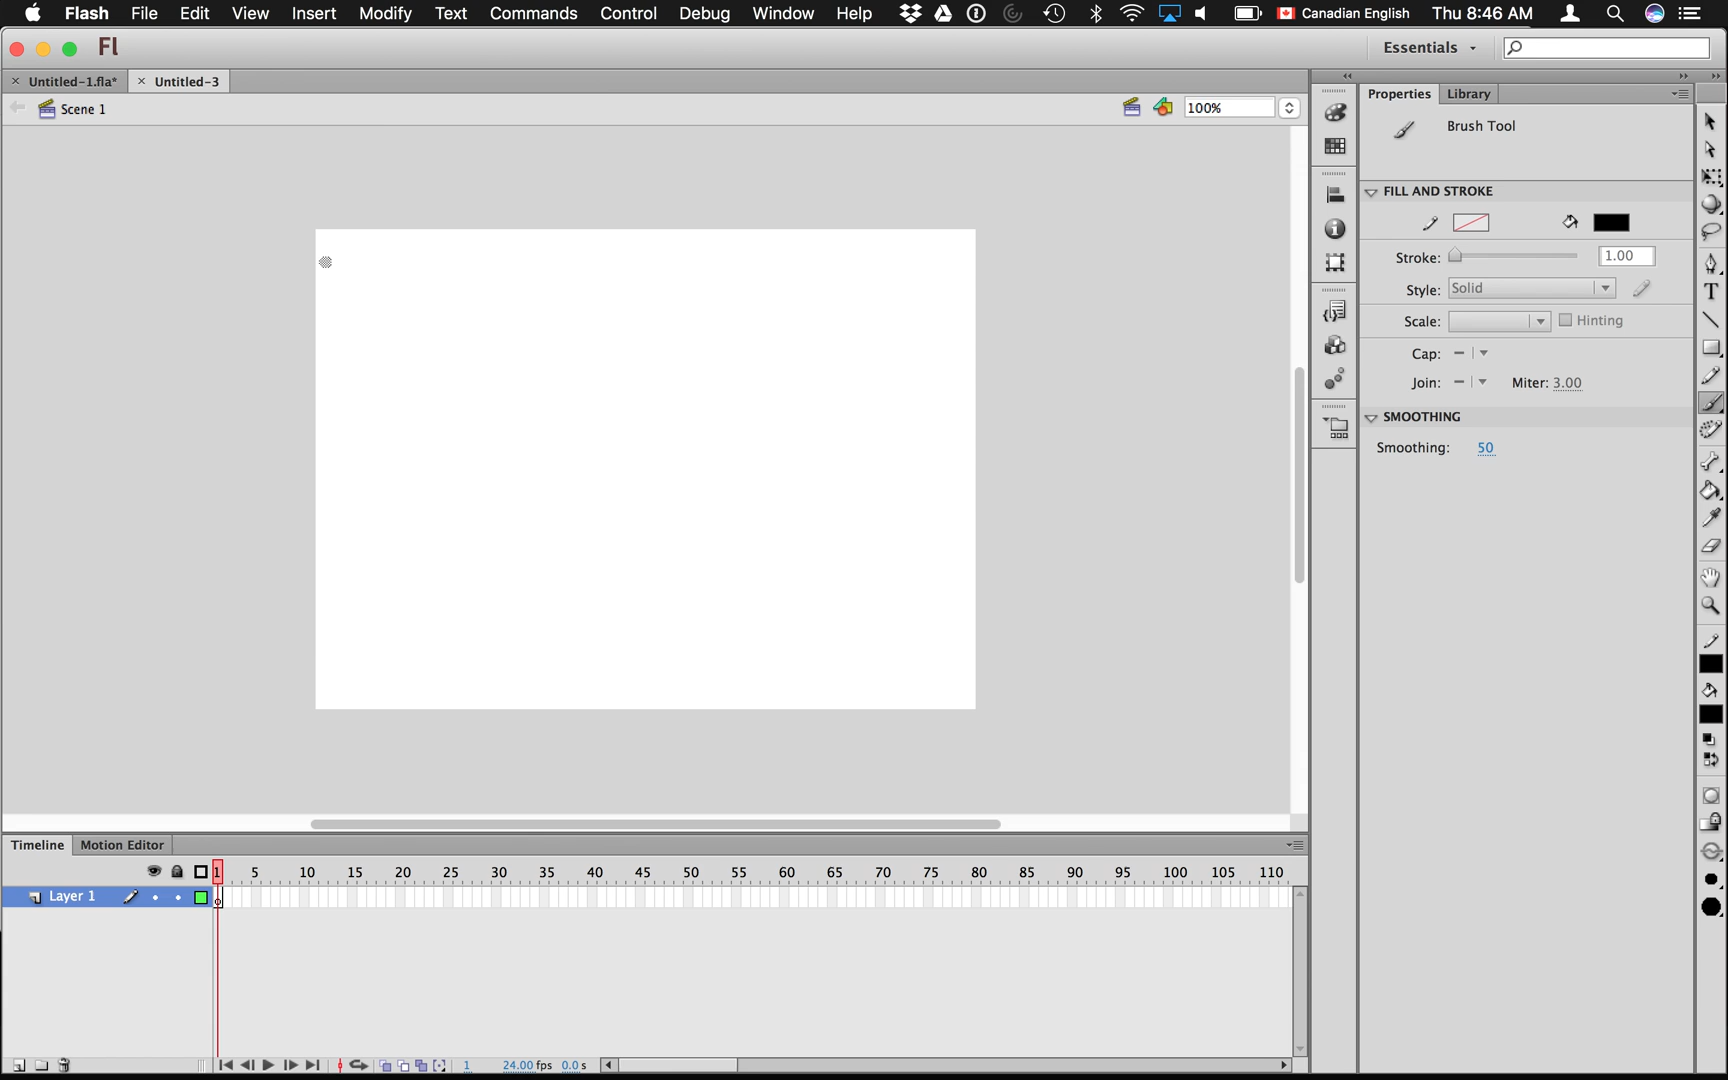 Flash File Edit View Insert Modify Text Commands Control Debug Window Help Canadian English Thu 8:46 AM
Fl Essentials
Untitled-1.fla* Untitled-3
Properties Library
Scene 1 100%
Brush Tool
FILL AND STROKE
Stroke: 1.00
Style: Solid
Scale: Hinting
Cap:
Join: Miter: 3.00
SMOOTHING
Smoothing: 50
Timeline Motion Editor
1 5 10 15 20 25 30 35 40 45 50 55 60 65 70 75 80 85 90 95 100 105 110
Layer 1
1 24.00 fps 0.0 s